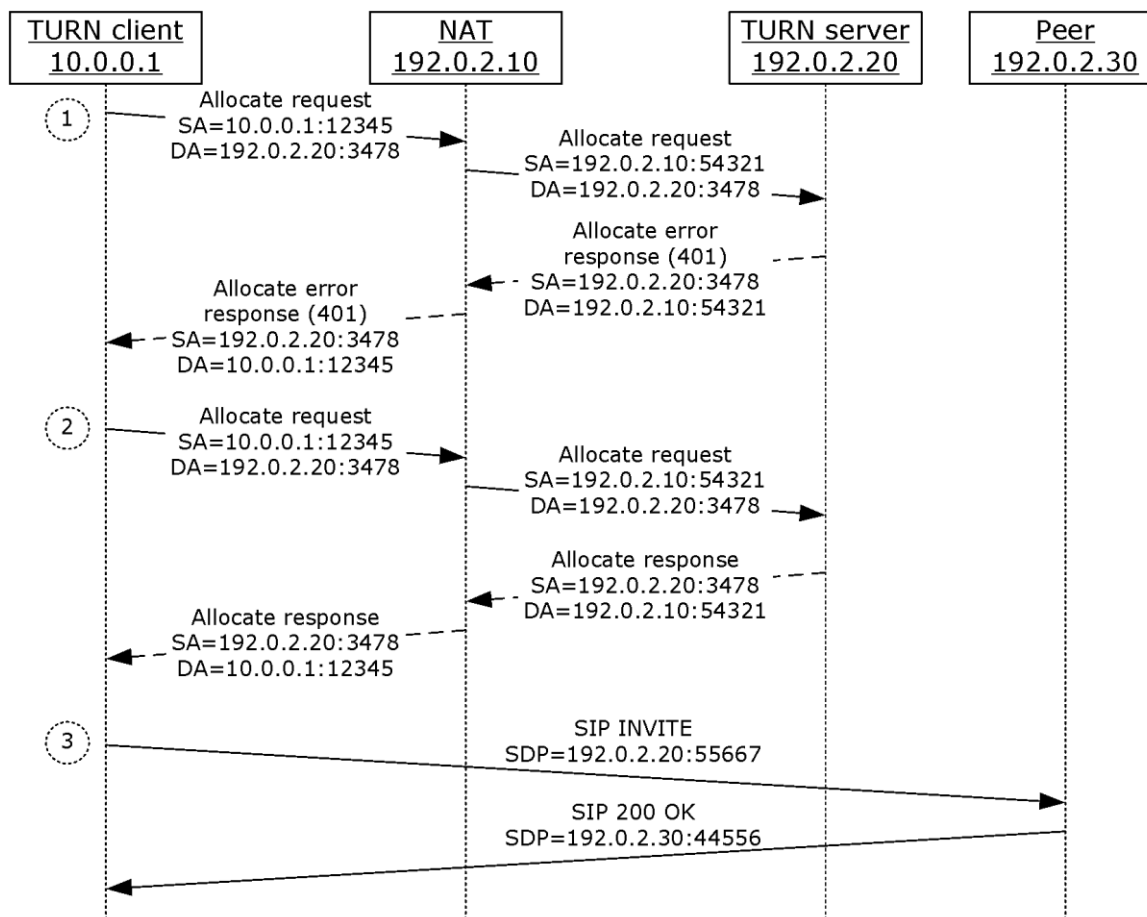 TURN client
10.0.0.1
NAT
192.0.2.10
TURN server
192.0.2.20
Peer
192.0.2.30
1
Allocate request
SA=10.0.0.1:12345
DA=192.0.2.20:3478
Allocate request
SA=192.0.2.10:54321
DA=192.0.2.20:3478
Allocate error
response (401)
SA=192.0.2.20:3478
DA=192.0.2.10:54321
Allocate error
response (401)
SA=192.0.2.20:3478
DA=10.0.0.1:12345
2
Allocate request
SA=10.0.0.1:12345
DA=192.0.2.20:3478
Allocate request
SA=192.0.2.10:54321
DA=192.0.2.20:3478
Allocate response
SA=192.0.2.20:3478
DA=192.0.2.10:54321
Allocate response
SA=192.0.2.20:3478
DA=10.0.0.1:12345
3
SIP INVITE
SDP=192.0.2.20:55667
SIP 200 OK
SDP=192.0.2.30:44556